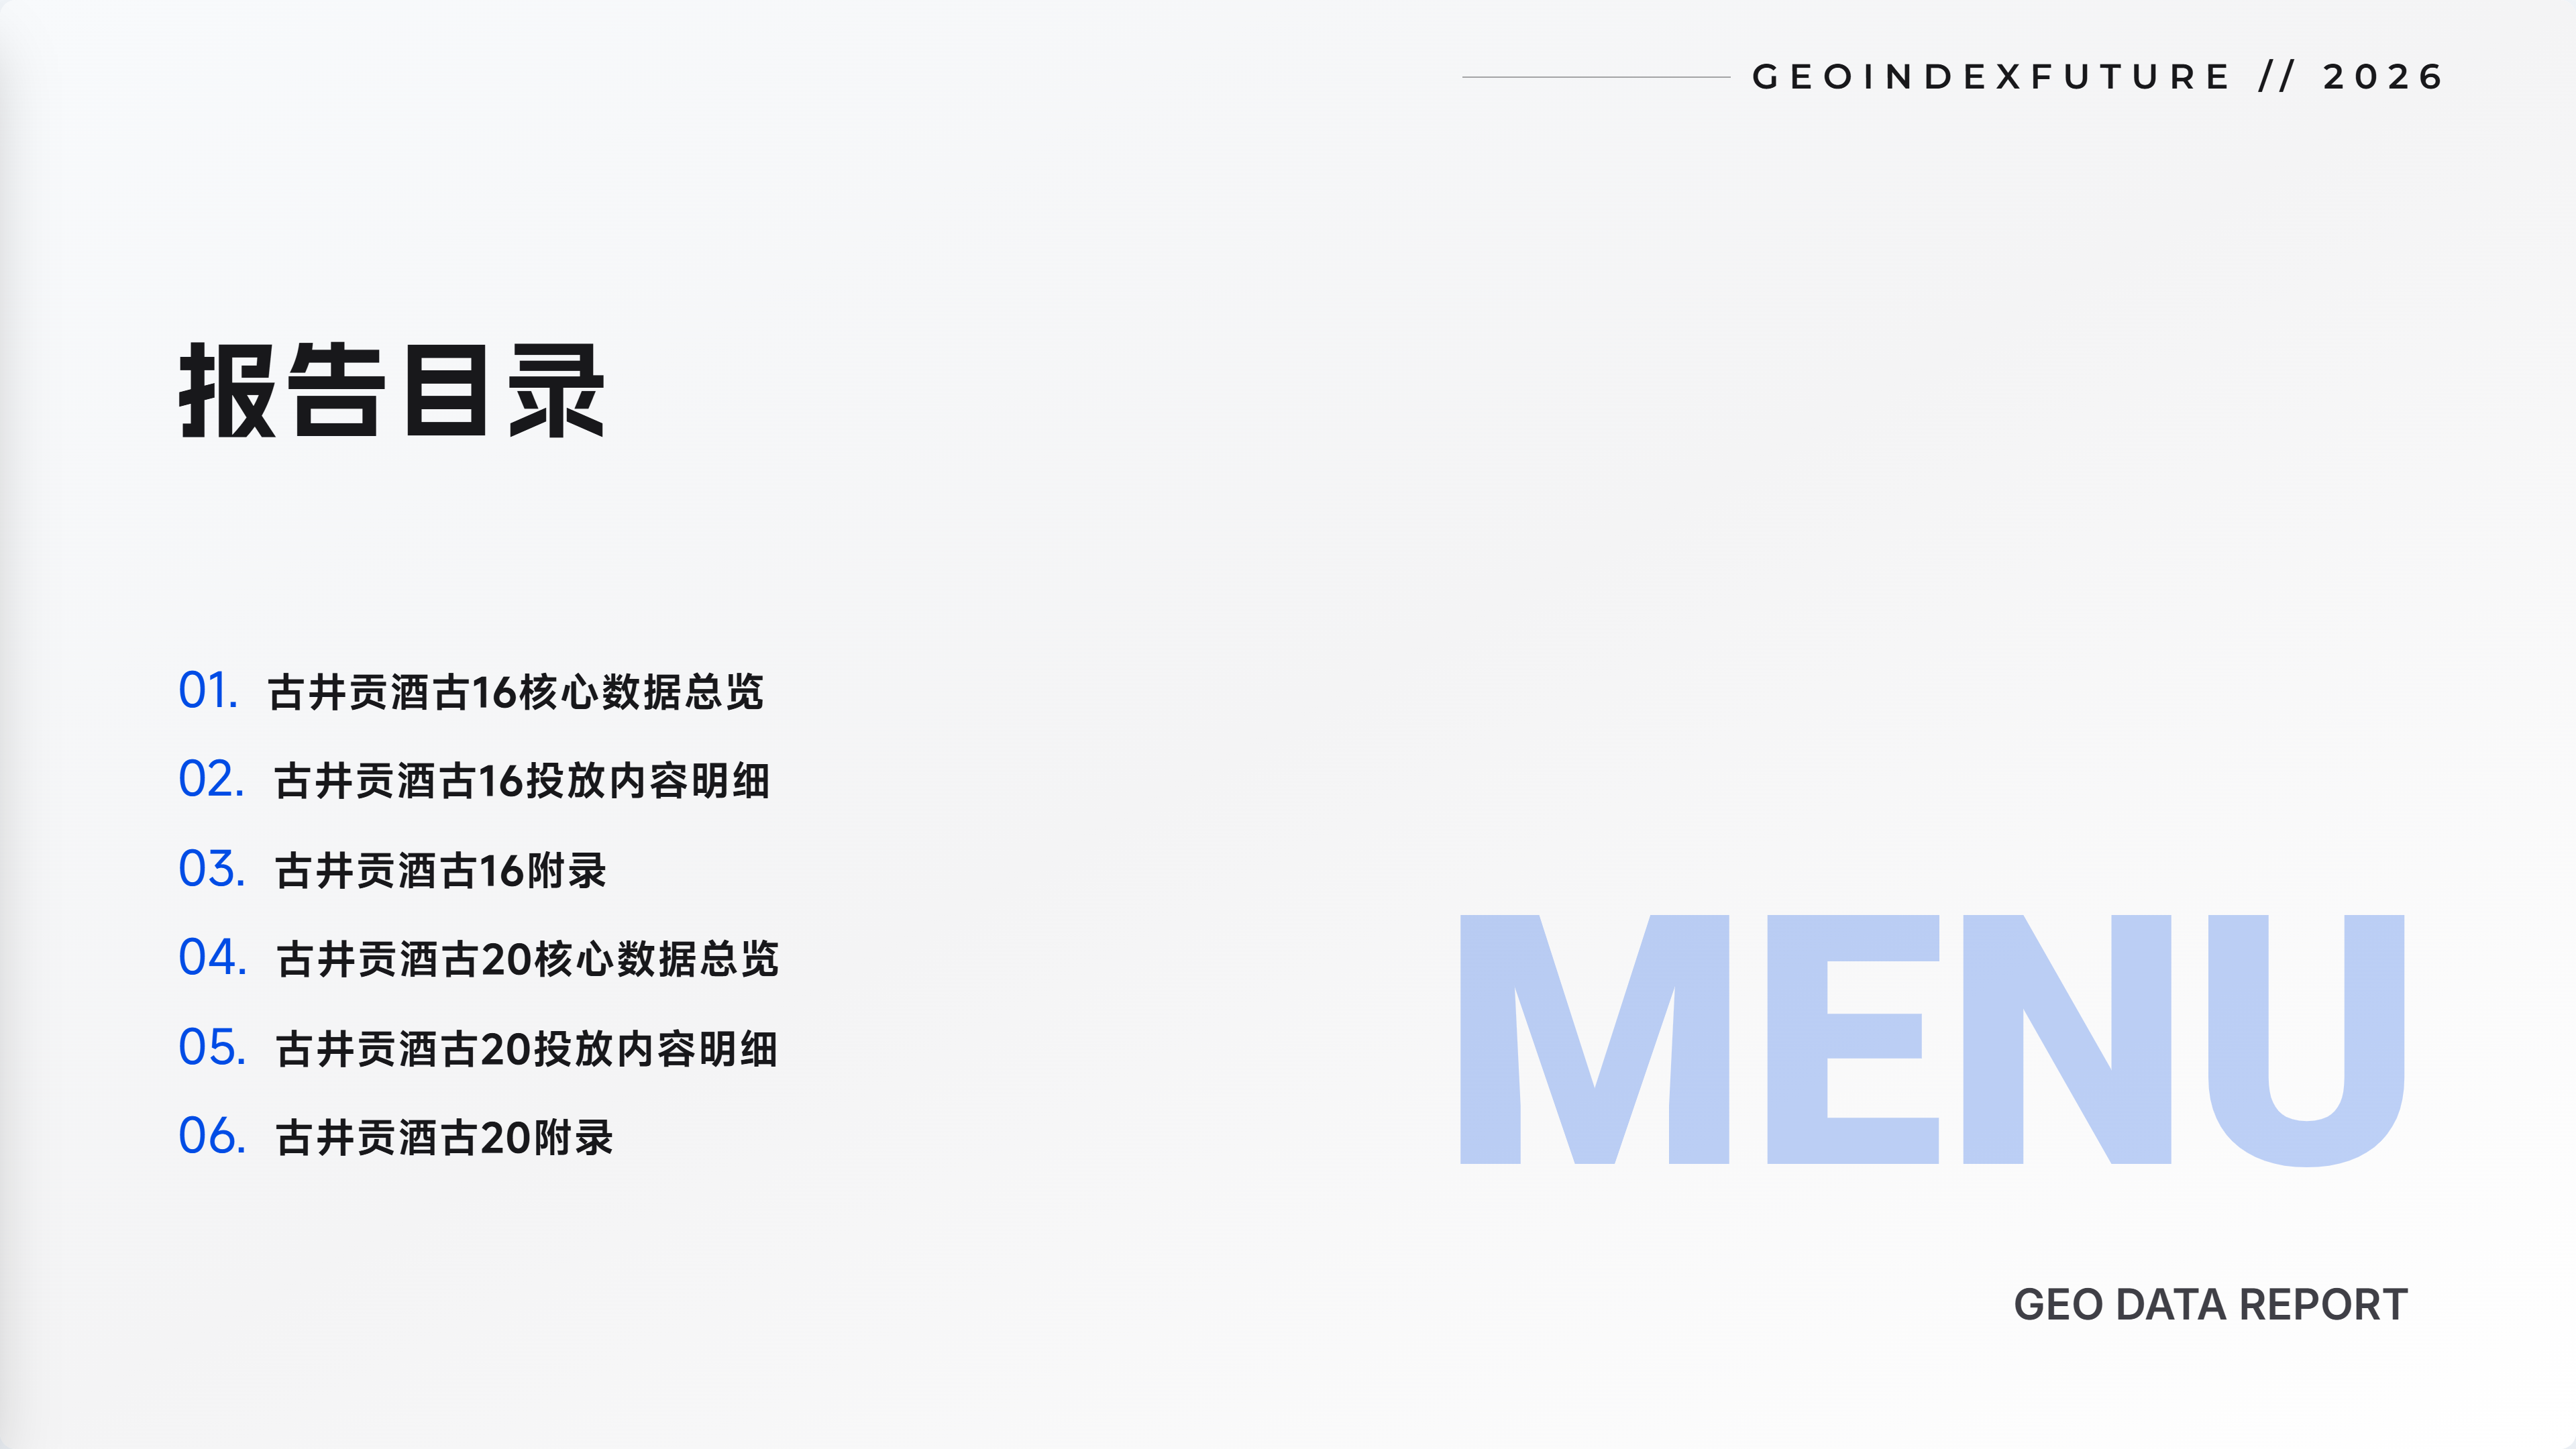 GEOINDEXFUTURE // 2026
报告目录
01. 古井贡酒古16核心数据总览
02. 古井贡酒古16投放内容明细
03. 古井贡酒古16附录
04. 古井贡酒古20核心数据总览
05. 古井贡酒古20投放内容明细
06. 古井贡酒古20附录
MENU
GEO DATA REPORT